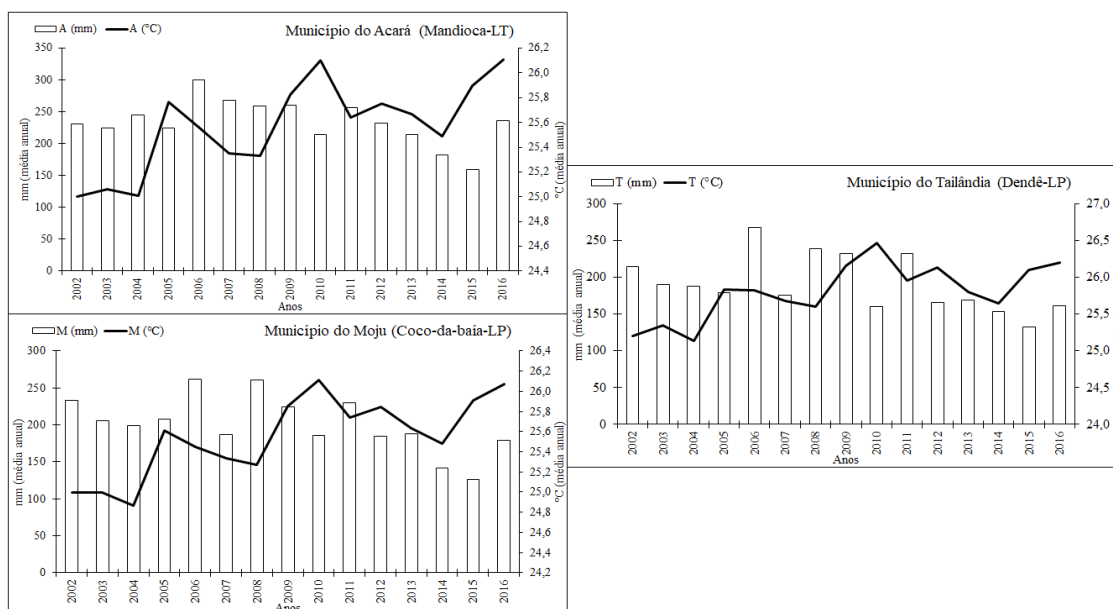 A (mm) A (°C) Município do Acará (Mandioca-LT)
350 26,2
300 26,0
250 25,8
200 25,6
150 25,4
100 25,2
50 25,0
0 24,8
24,6
24,4
mm (média anual)
°C (média anual)
2002 2003 2004 2005 2006 2007 2008 2009 2010 2011 2012 2013 2014 2015 2016
Anos
M (mm) M (°C) Município do Moju (Coco-da-baía-LP)
300 26,4
250 26,2
200 26,0
150 25,8
100 25,6
50 25,4
0 25,2
25,0
24,8
24,6
24,4
24,2
mm (média anual)
°C (média anual)
2002 2003 2004 2005 2006 2007 2008 2009 2010 2011 2012 2013 2014 2015 2016
Anos
T (mm) T (°C) Município do Tailândia (Dendê-LP)
300 27,0
250 26,5
200 26,0
150 25,5
100 25,0
50 24,5
0 24,0
mm (média anual)
2002 2003 2004 2005 2006 2007 2008 2009 2010 2011 2012 2013 2014 2015 2016
Anos